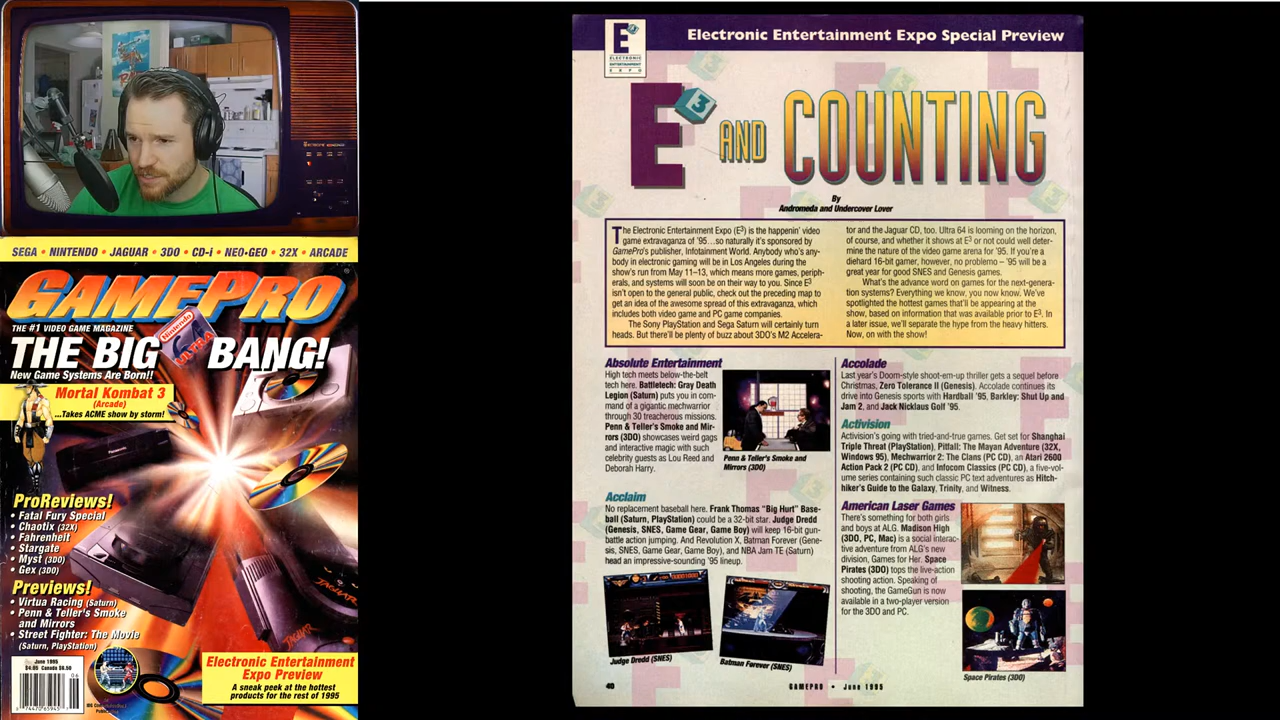 SEGA • NINTENDO • JAGUAR • 3DO • CD-i • NEO•GEO • 32X • ARCADE
GAMEPRO
THE #1 VIDEO GAME MAGAZINE
THE BIG BANG!
Nintendo
ULTRA
New Game Systems Are Born!!
Mortal Kombat 3
(Arcade)
...Takes ACME show by storm!
ProReviews!
• Fatal Fury Special
• Chaotix (32X)
• Fahrenheit
• Stargate
• Myst (3DO)
• Gex (3DO)
Previews!
• Virtua Racing (Saturn)
• Penn & Teller's Smoke
and Mirrors
• Street Fighter: The Movie
(Saturn, PlayStation)
JAGUAR
JAGUAR
June 1995
$4.95 Canada $6.50
Electronic Entertainment
Expo Preview
A sneak peek at the hottest
products for the rest of 1995
E3
ELECTRONIC
ENTERTAINMENT
EXPO
Electronic Entertainment Expo Special Preview
E3 AND COUNTING
By
Andromeda and Undercover Lover
The Electronic Entertainment Expo (E3) is the happenin' video
game extravaganza of '95...so naturally it's sponsored by
GamePro's publisher, Infotainment World. Anybody who's any-
body in electronic gaming will be in Los Angeles during the
show's run from May 11–13, which means more games, periph-
erals, and systems will soon be on their way to you. Since E3
isn't open to the general public, check out the preceding map to
get an idea of the awesome spread of this extravaganza, which
includes both video game and PC game companies.
The Sony PlayStation and Sega Saturn will certainly turn
heads. But there'll be plenty of buzz about 3DO's M2 Accelera-
tor and the Jaguar CD, too. Ultra 64 is looming on the horizon,
of course, and whether it shows at E3 or not could well deter-
mine the nature of the video game arena for '95. If you're a
diehard 16-bit gamer, however, no problemo – '95 will be a
great year for good SNES and Genesis games.
What's the advance word on games for the next-genera-
tion systems? Everything we know, you now know. We've
spotlighted the hottest games that'll be appearing at the
show, based on information that was available prior to E3. In
a later issue, we'll separate the hype from the heavy hitters.
Now, on with the show!
Absolute Entertainment
High tech meets below-the-belt
tech here. Battletech: Gray Death
Legion (Saturn) puts you in com-
mand of a gigantic mechwarrior
through 30 treacherous missions.
Penn & Teller's Smoke and Mir-
rors (3DO) showcases weird gags
and interactive magic with such
celebrity guests as Lou Reed and
Deborah Harry.
Penn & Teller's Smoke and
Mirrors (3DO)
Acclaim
No replacement baseball here. Frank Thomas "Big Hurt" Base-
ball (Saturn, PlayStation) could be a 32-bit star. Judge Dredd
(Genesis, SNES, Game Gear, Game Boy) will keep 16-bit gun-
battle action jumping. And Revolution X, Batman Forever (Gene-
sis, SNES, Game Gear, Game Boy), and NBA Jam TE (Saturn)
head an impressive-sounding '95 lineup.
Judge Dredd (SNES)
Batman Forever (SNES)
Accolade
Last year's Doom-style shoot-em-up thriller gets a sequel before
Christmas, Zero Tolerance II (Genesis). Accolade continues its
drive into Genesis sports with Hardball '95, Barkley: Shut Up and
Jam 2, and Jack Nicklaus Golf '95.
Activision
Activision's going with tried-and-true games. Get set for Shanghai
Triple Threat (PlayStation), Pitfall: The Mayan Adventure (32X,
Windows 95), Mechwarrior 2: The Clans (PC CD), an Atari 2600
Action Pack 2 (PC CD), and Infocom Classics (PC CD), a five-vol-
ume series containing such classic PC text adventures as Hitch-
hiker's Guide to the Galaxy, Trinity, and Witness.
American Laser Games
There's something for both girls
and boys at ALG. Madison High
(3DO, PC, Mac) is a social interac-
tive adventure from ALG's new
division, Games for Her. Space
Pirates (3DO) tops the live-action
shooting action. Speaking of
shooting, the GameGun is now
available in a two-player version
for the 3DO and PC.
Space Pirates (3DO)
40
GAMEPRO • June 1995